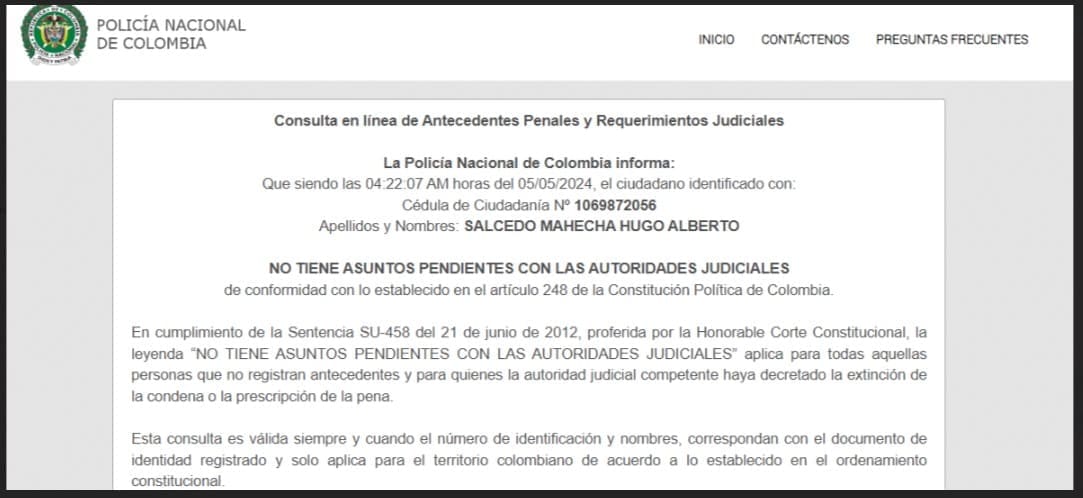 POLICÍA NACIONAL
DE COLOMBIA
INICIO CONTÁCTENOS PREGUNTAS FRECUENTES
Consulta en línea de Antecedentes Penales y Requerimientos Judiciales
La Policía Nacional de Colombia informa:
Que siendo las 04:22:07 AM horas del 05/05/2024, el ciudadano identificado con:
Cédula de Ciudadanía Nº 1069872056
Apellidos y Nombres: SALCEDO MAHECHA HUGO ALBERTO
NO TIENE ASUNTOS PENDIENTES CON LAS AUTORIDADES JUDICIALES
de conformidad con lo establecido en el artículo 248 de la Constitución Política de Colombia.
En cumplimiento de la Sentencia SU-458 del 21 de junio de 2012, proferida por la Honorable Corte Constitucional, la
leyenda “NO TIENE ASUNTOS PENDIENTES CON LAS AUTORIDADES JUDICIALES” aplica para todas aquellas
personas que no registran antecedentes y para quienes la autoridad judicial competente haya decretado la extinción de
la condena o la prescripción de la pena.
Esta consulta es válida siempre y cuando el número de identificación y nombres, correspondan con el documento de
identidad registrado y solo aplica para el territorio colombiano de acuerdo a lo establecido en el ordenamiento
constitucional.